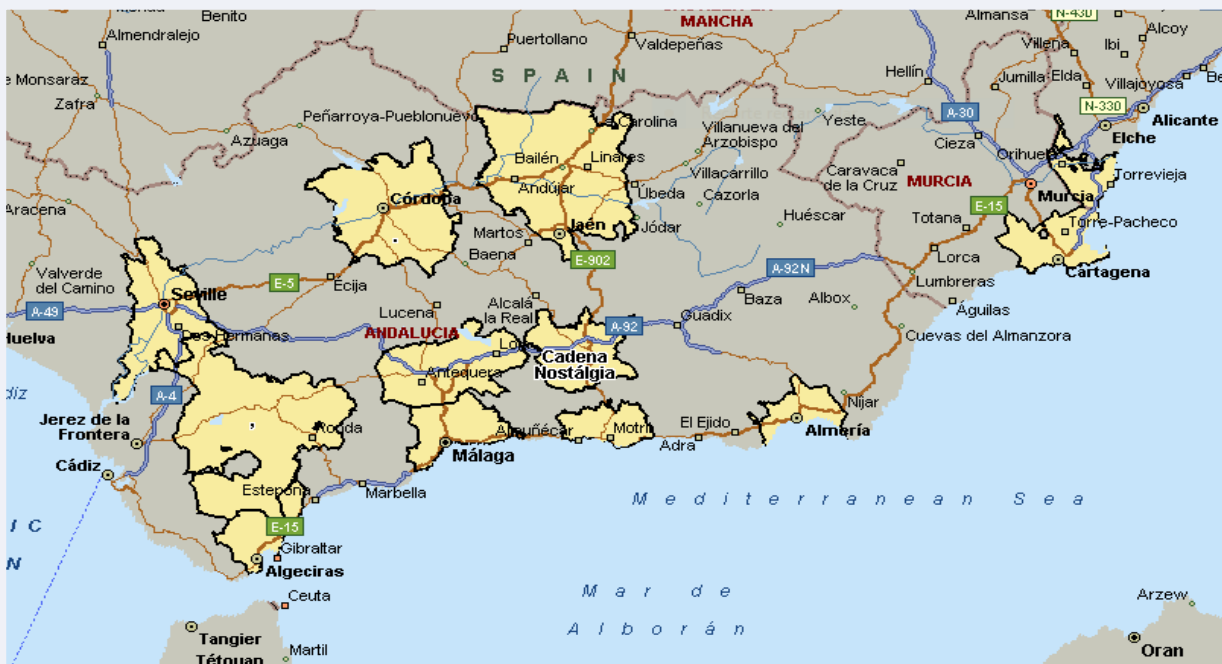 Benito
Almendralejo
Puertollano
Valdepeñas
MANCHA
Almansa
N-430
Alcoy
Villena
Ibi
e Monsaraz
Zafra
S P A I N
Hellín
Jumilla
Elda
Villajoyosa
Be
N-330
Peñarroya-Pueblonuevo
Azuaga
Carolina
Villanueva del
Arzobispo
Yeste
A-30
Cieza
Elche
Alicante
Bailén
Linares
Orihuela
Andújar
Úbeda
Villacarrillo
Cazorla
Caravaca
de la Cruz
MURCIA
Murcia
Torrevieja
Aracena
Córdoba
E-15
Martos
Jaén
Jódar
Huéscar
Totana
Torre-Pacheco
Baena
E-902
A-92N
Lorca
Cartagena
Valverde
del Camino
Seville
E-5
Écija
Lumbreras
A-49
Lucena
Alcalá
la Real
Baza
Albox
Águilas
Huelva
Dos Hermanas
ANDALUCIA
A-92
Guadix
Cuevas del Almanzora
Cadena
Nostálgia
Antequera
diz
A-4
Jerez de la
Frontera
Ronda
Almuñécar
Motril
El Ejido
Níjar
Adra
Almería
Cádiz
Málaga
Estepona
Marbella
M e d i t e r r a n e a n S e a
I C
E-15
N
Gibraltar
Algeciras
Ceuta
M a r d e
A l b o r á n
Arzew
Tangier
Tétouan
Martil
Oran